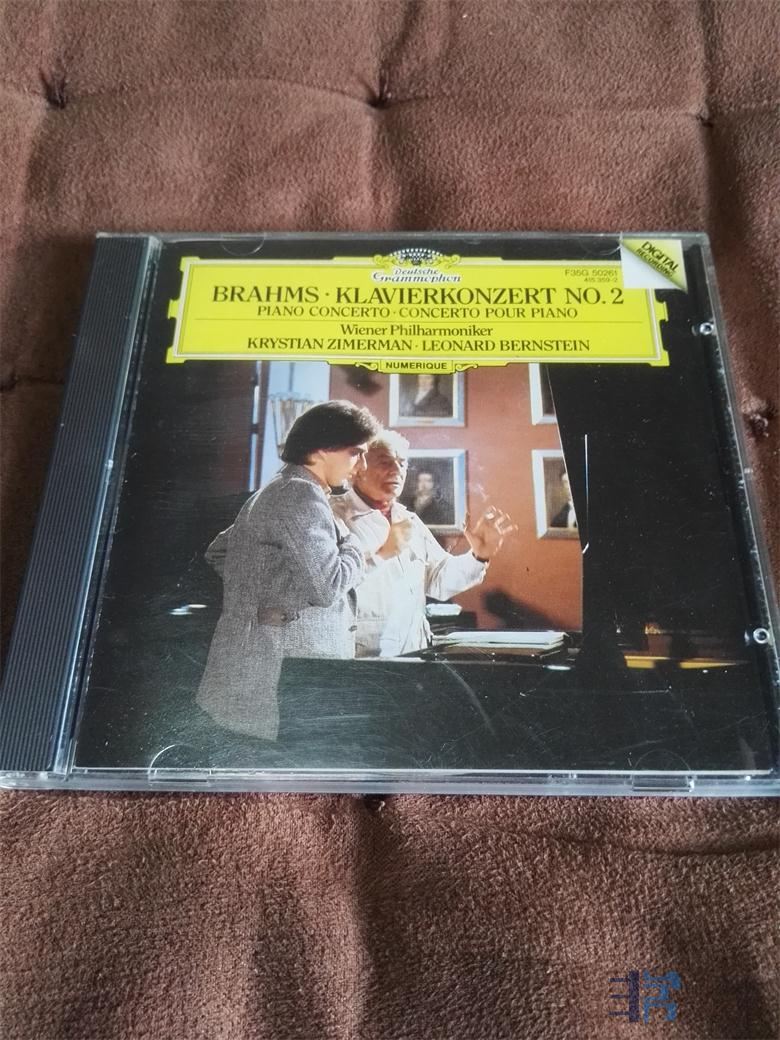 Deutsche
Grammophon
F35G 50261
415 359-2
DIGITAL
RECORDING
BRAHMS · KLAVIERKONZERT NO. 2
PIANO CONCERTO · CONCERTO POUR PIANO
Wiener Philharmoniker
KRYSTIAN ZIMERMAN · LEONARD BERNSTEIN
NUMERIQUE